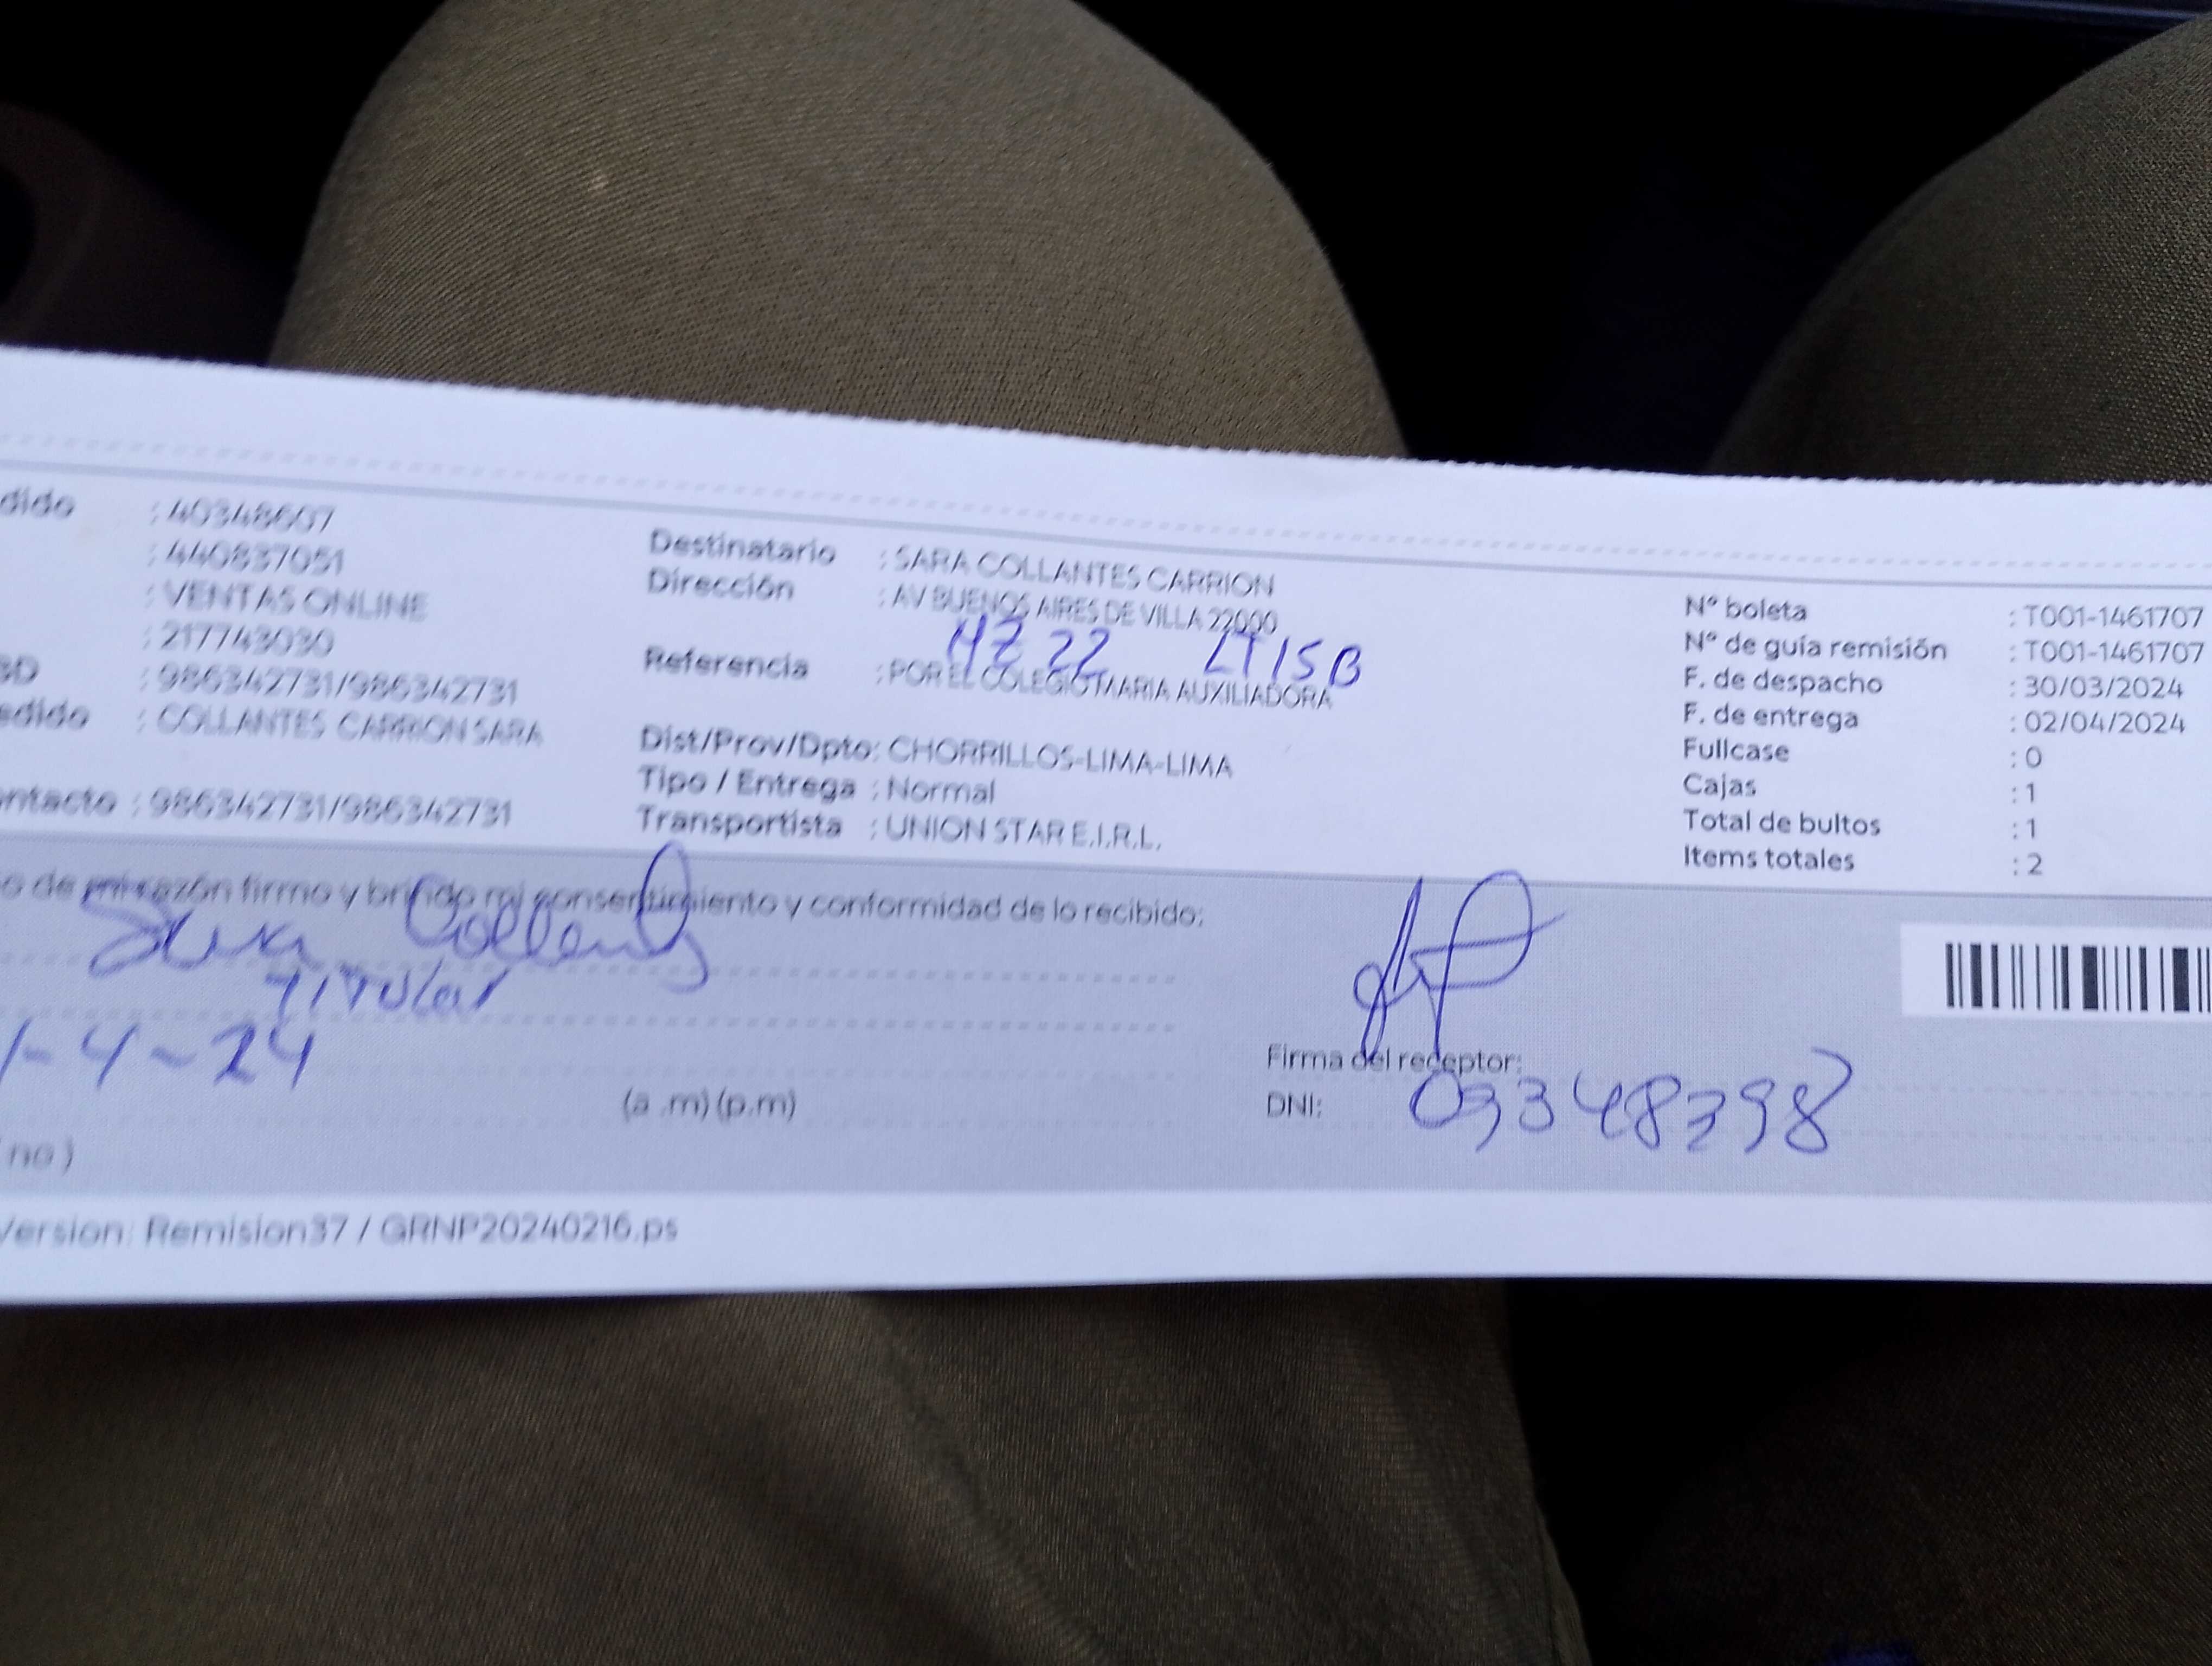 dido : 40348607
: 440837051
: VENTAS ONLINE
: 217743030
: 986342731/986342731
edido : COLLANTES CARRION SARA
ntacto : 986342731/986342731
Destinatario : SARA COLLANTES CARRION
Dirección : AV BUENOS AIRES DE VILLA 22000
MZ 22 LT 15B
Referencia : POR EL COLEGIO MARIA AUXILIADORA
Dist/Prov/Dpto: CHORRILLOS-LIMA-LIMA
Tipo / Entrega : Normal
Transportista : UNION STAR E.I.R.L.
N° boleta : T001-1461707
N° de guía remisión : T001-1461707
F. de despacho : 30/03/2024
F. de entrega : 02/04/2024
Fullcase : 0
Cajas : 1
Total de bultos : 1
Items totales : 2
o de mi razón firmo y brindo mi consentimiento y conformidad de lo recibido:
Sara Collantes
Titular
1-4-24
(a .m) (p.m)
no )
Firma del receptor:
DNI: 09348398
Version: Remision37 / GRNP20240216.ps